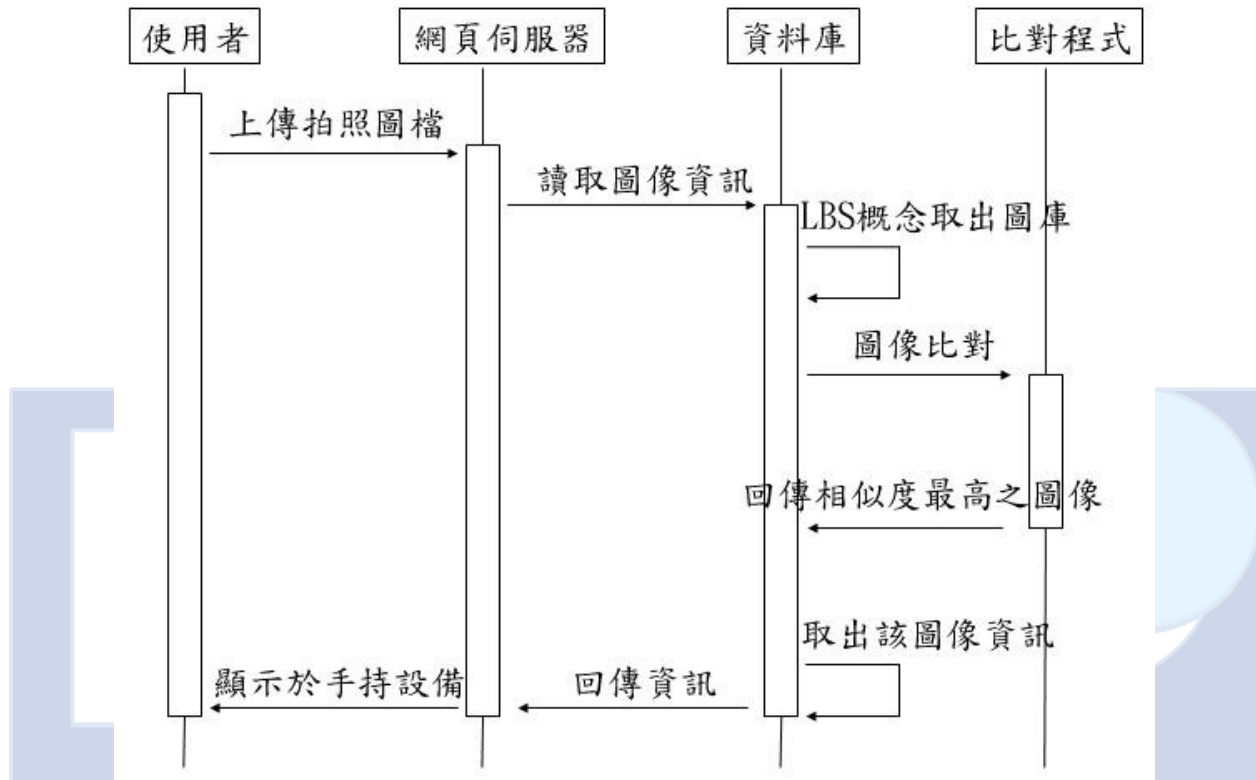 使用者
網頁伺服器
資料庫
比對程式
上傳拍照圖檔
讀取圖像資訊
LBS概念取出圖庫
圖像比對
回傳相似度最高之圖像
取出該圖像資訊
回傳資訊
顯示於手持設備